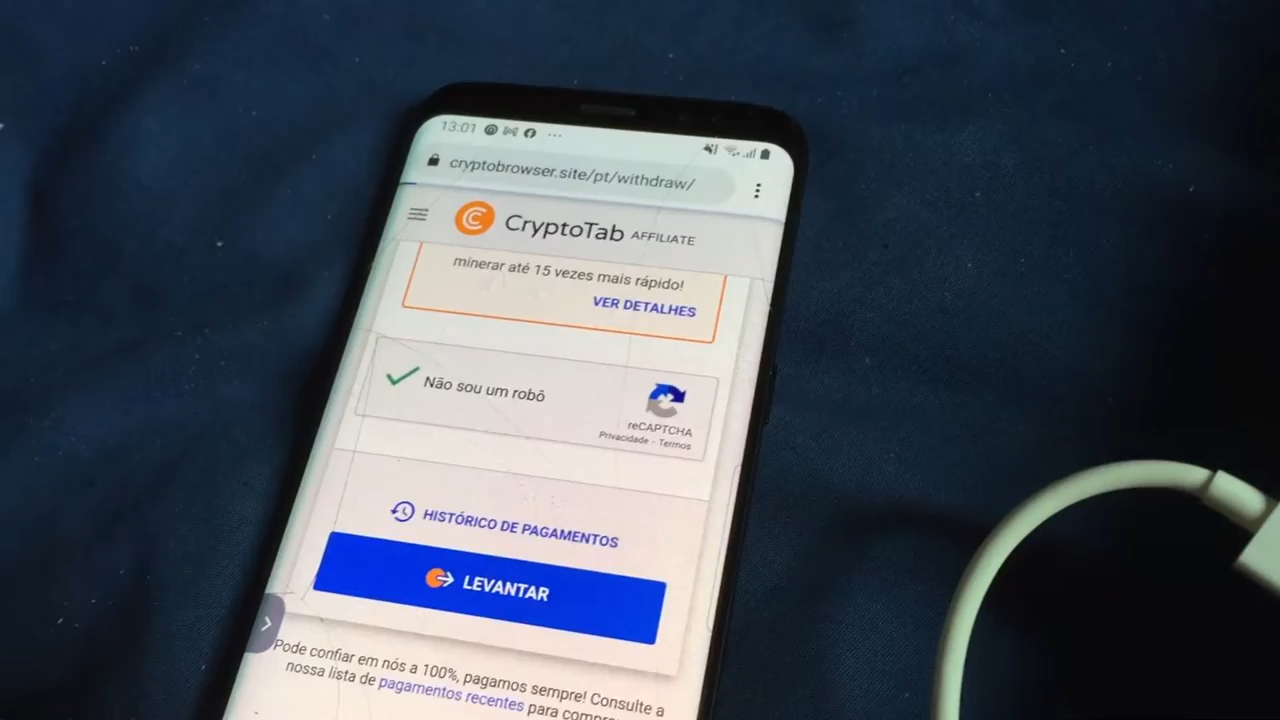 13:01
cryptobrowser.site/pt/withdraw/
CryptoTab AFFILIATE
minerar até 15 vezes mais rápido!
VER DETALHES
Não sou um robô
reCAPTCHA
Privacidade - Termos
HISTÓRICO DE PAGAMENTOS
LEVANTAR
Pode confiar em nós a 100%, pagamos sempre! Consulte a
nossa lista de pagamentos recentes para